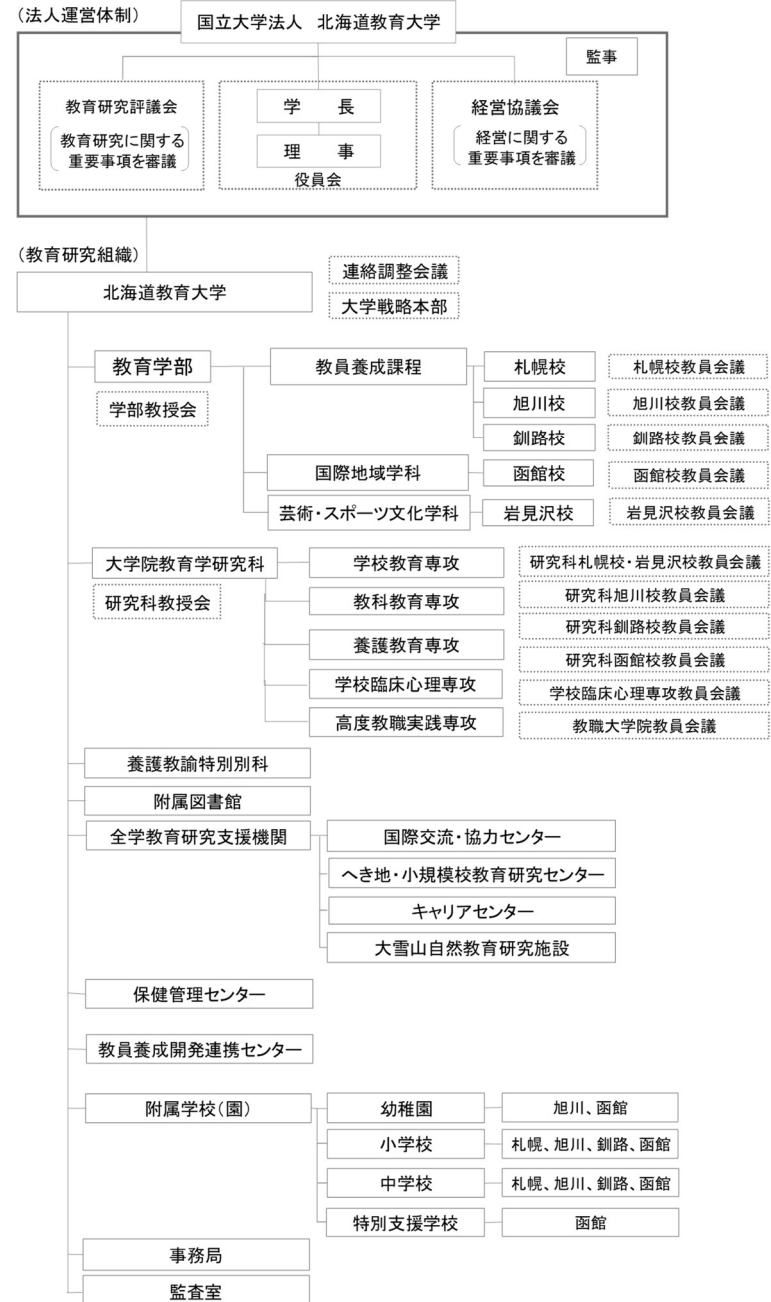 （法人運営体制）
国立大学法人　北海道教育大学
監事
教育研究評議会
教育研究に関する
重要事項を審議
学　長
理　事
役員会
経営協議会
経営に関する
重要事項を審議
（教育研究組織）
北海道教育大学
連絡調整会議
大学戦略本部
教育学部
学部教授会
教員養成課程
札幌校
札幌校教員会議
旭川校
旭川校教員会議
釧路校
釧路校教員会議
国際地域学科
函館校
函館校教員会議
芸術・スポーツ文化学科
岩見沢校
岩見沢校教員会議
大学院教育学研究科
研究科教授会
学校教育専攻
研究科札幌校・岩見沢校教員会議
教科教育専攻
研究科旭川校教員会議
研究科釧路校教員会議
養護教育専攻
研究科函館校教員会議
学校臨床心理専攻
学校臨床心理専攻教員会議
高度教職実践専攻
教職大学院教員会議
養護教諭特別別科
附属図書館
全学教育研究支援機関
国際交流・協力センター
へき地・小規模校教育研究センター
キャリアセンター
大雪山自然教育研究施設
保健管理センター
教員養成開発連携センター
附属学校（園）
幼稚園
旭川、函館
小学校
札幌、旭川、釧路、函館
中学校
札幌、旭川、釧路、函館
特別支援学校
函館
事務局
監査室